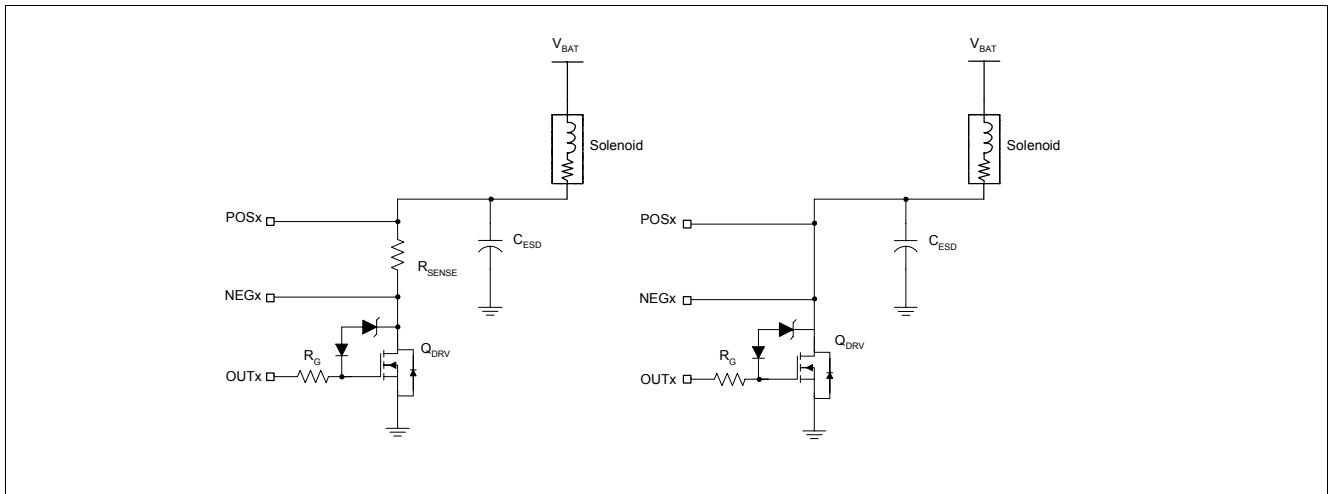 V_BAT
Solenoid
POSx
C_ESD
R_SENSE
NEGx
Q_DRV
R_G
OUTx
V_BAT
Solenoid
POSx
C_ESD
NEGx
Q_DRV
R_G
OUTx